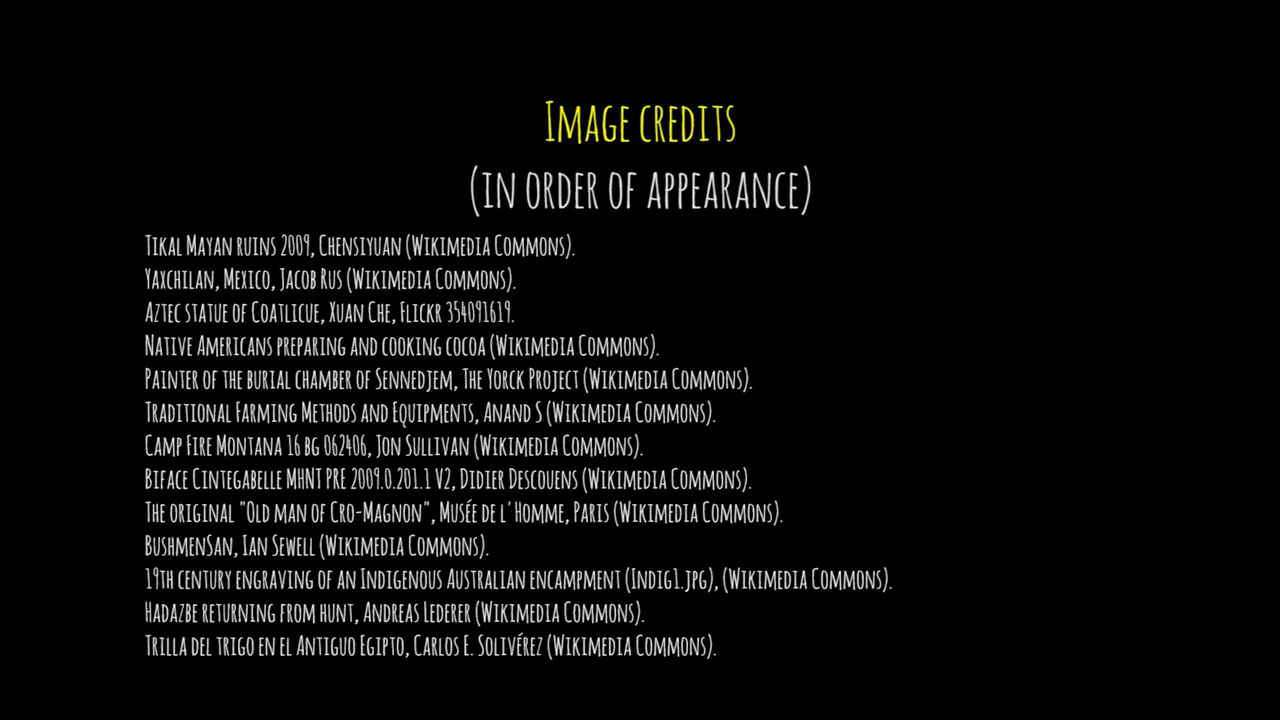 Image credits
(in order of appearance)
Tikal Mayan ruins 2009, Chensiyuan (Wikimedia Commons).
Yaxchilan, Mexico, Jacob Rus (Wikimedia Commons).
Aztec statue of Coatlicue, Xuan Che, Flickr 354091619.
Native Americans preparing and cooking cocoa (Wikimedia Commons).
Painter of the burial chamber of Sennedjem, The Yorck Project (Wikimedia Commons).
Traditional Farming Methods and Equipments, Anand S (Wikimedia Commons).
Camp Fire Montana 16 bg 062406, Jon Sullivan (Wikimedia Commons).
Biface Cintegabelle MHNT PRE 2009.0.201.1 V2, Didier Descouens (Wikimedia Commons).
The original "Old man of Cro-Magnon", Musée de l'Homme, Paris (Wikimedia Commons).
BushmenSan, Ian Sewell (Wikimedia Commons).
19th century engraving of an Indigenous Australian encampment (Indig1.jpg), (Wikimedia Commons).
Hadazbe returning from hunt, Andreas Lederer (Wikimedia Commons).
Trilla del trigo en el Antiguo Egipto, Carlos E. Solivérez (Wikimedia Commons).